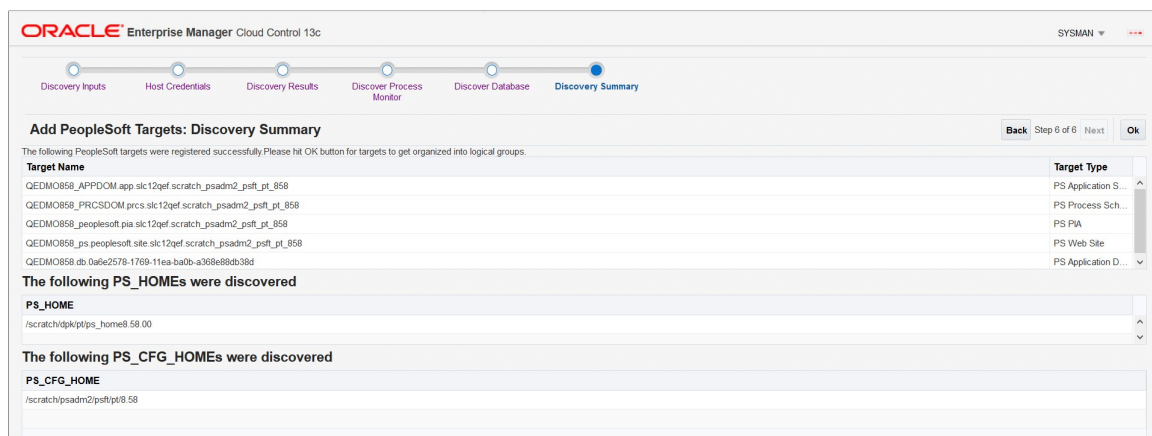 ORACLE® Enterprise Manager Cloud Control 13c SYSMAN
Discovery Inputs Host Credentials Discovery Results Discover Process Monitor Discover Database Discovery Summary
Add PeopleSoft Targets: Discovery Summary Back Step 6 of 6 Next Ok
The following PeopleSoft targets were registered successfully.Please hit OK button for targets to get organized into logical groups.
Target Name Target Type
QEDMO858_APPDOM.app.slc12qef.scratch_psadm2_psft_pt_858 PS Application S...
QEDMO858_PRCSDOM.prcs.slc12qef.scratch_psadm2_psft_pt_858 PS Process Sch...
QEDMO858_peoplesoft.pia.slc12qef.scratch_psadm2_psft_pt_858 PS PIA
QEDMO858_ps.peoplesoft.site.slc12qef.scratch_psadm2_psft_pt_858 PS Web Site
QEDMO858.db.0a6e2578-1769-11ea-ba0b-a368e88db38d PS Application D...
The following PS_HOMEs were discovered
PS_HOME
/scratch/dpk/pt/ps_home8.58.00
The following PS_CFG_HOMEs were discovered
PS_CFG_HOME
/scratch/psadm2/psft/pt/8.58